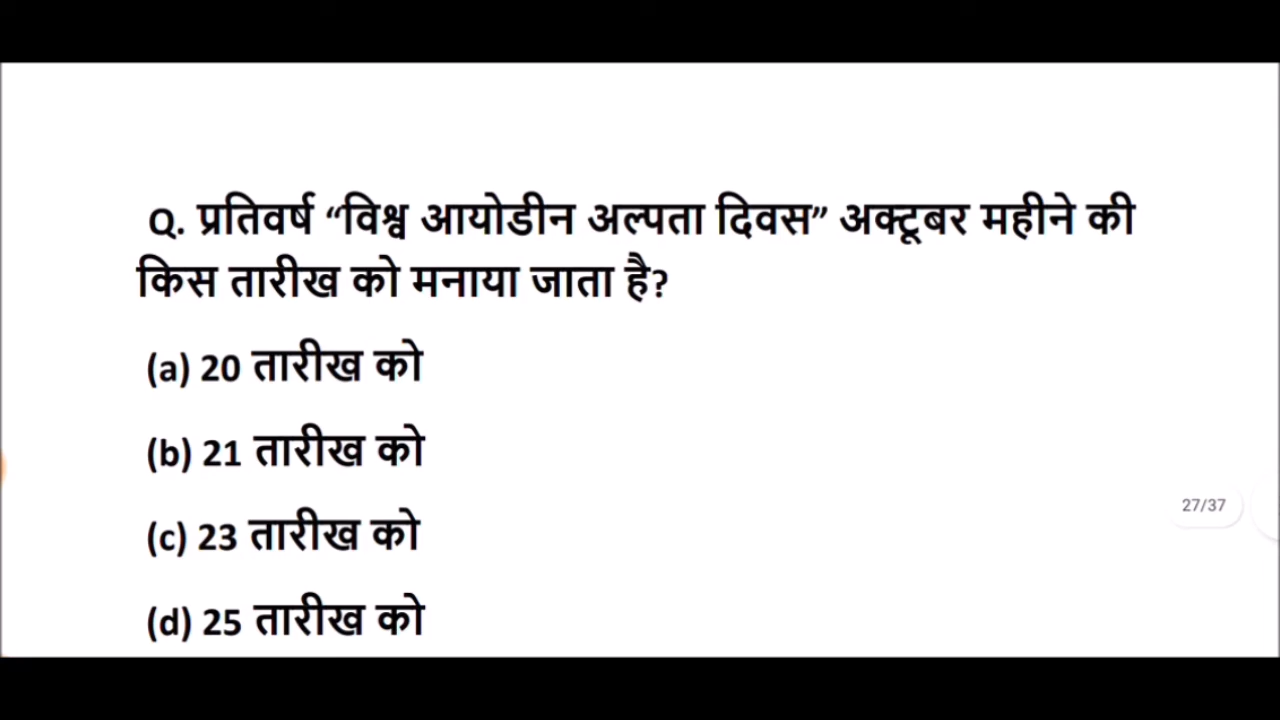 Q. प्रतिवर्ष “विश्व आयोडीन अल्पता दिवस” अक्टूबर महीने की
किस तारीख को मनाया जाता है?
(a) 20 तारीख को
(b) 21 तारीख को
(c) 23 तारीख को
27/37
(d) 25 तारीख को